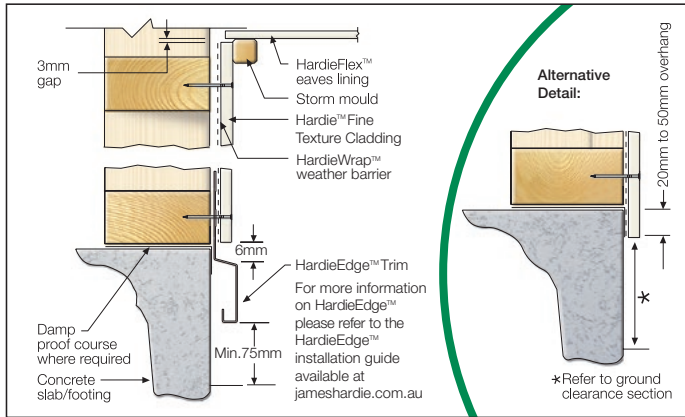 3mm
gap
HardieFlex™
eaves lining
Storm mould
Hardie™ Fine
Texture Cladding
HardieWrap™
weather barrier
6mm
HardieEdge™ Trim
For more information
on HardieEdge™
please refer to the
HardieEdge™
installation guide
available at
jameshardie.com.au
Damp
proof course
where required
Min.75mm
Concrete
slab/footing
Alternative
Detail:
20mm to 50mm overhang
*
*Refer to ground
clearance section